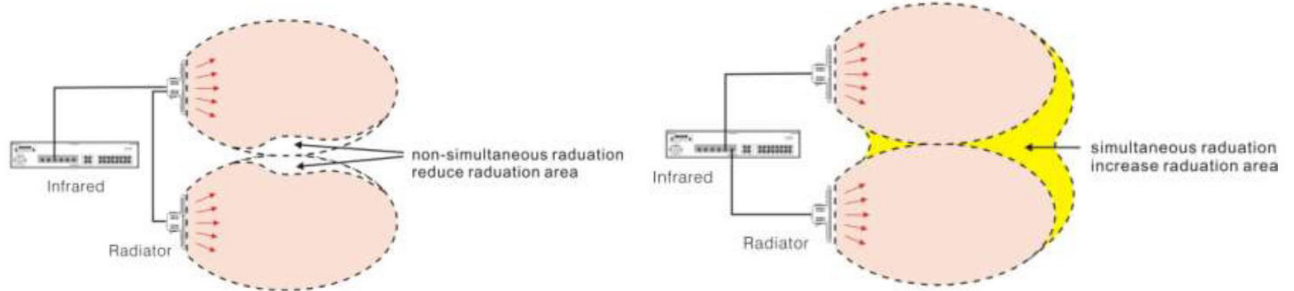 Infrared
Radiator
non-simultaneous raduation
reduce raduation area
Infrared
Radiator
simultaneous raduation
increase raduation area